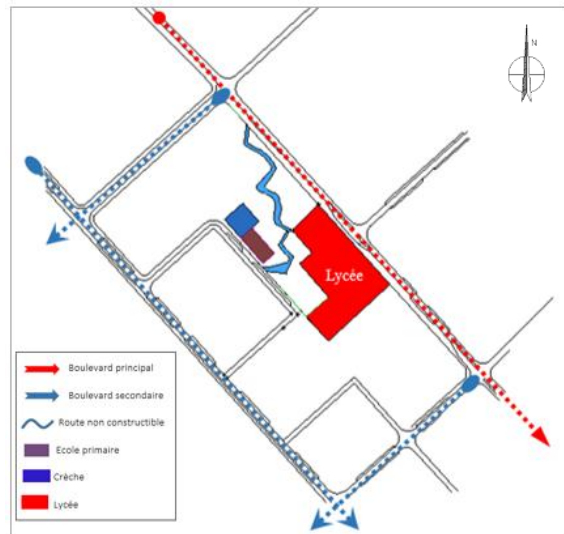 N
Lycée
Boulevard principal
Boulevard secondaire
Route non constructible
Ecole primaire
Crèche
Lycée